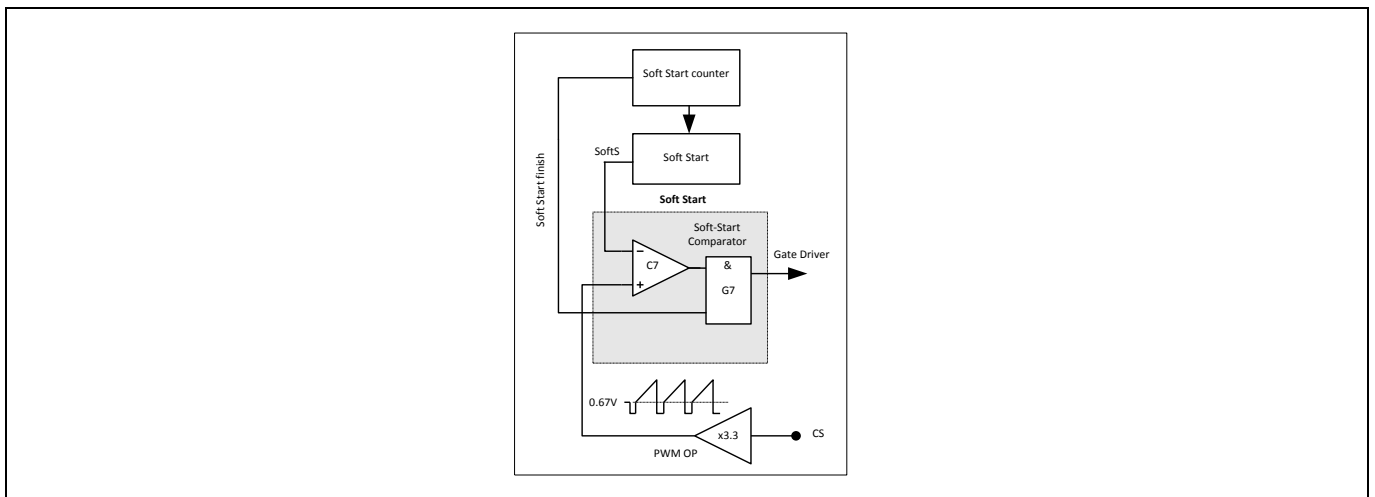 Soft Start counter
SoftS
Soft Start
Soft Start finish
Soft Start
Soft-Start
Comparator
Gate Driver
−
C7
+
&
G7
0.67V
x3.3
CS
PWM OP